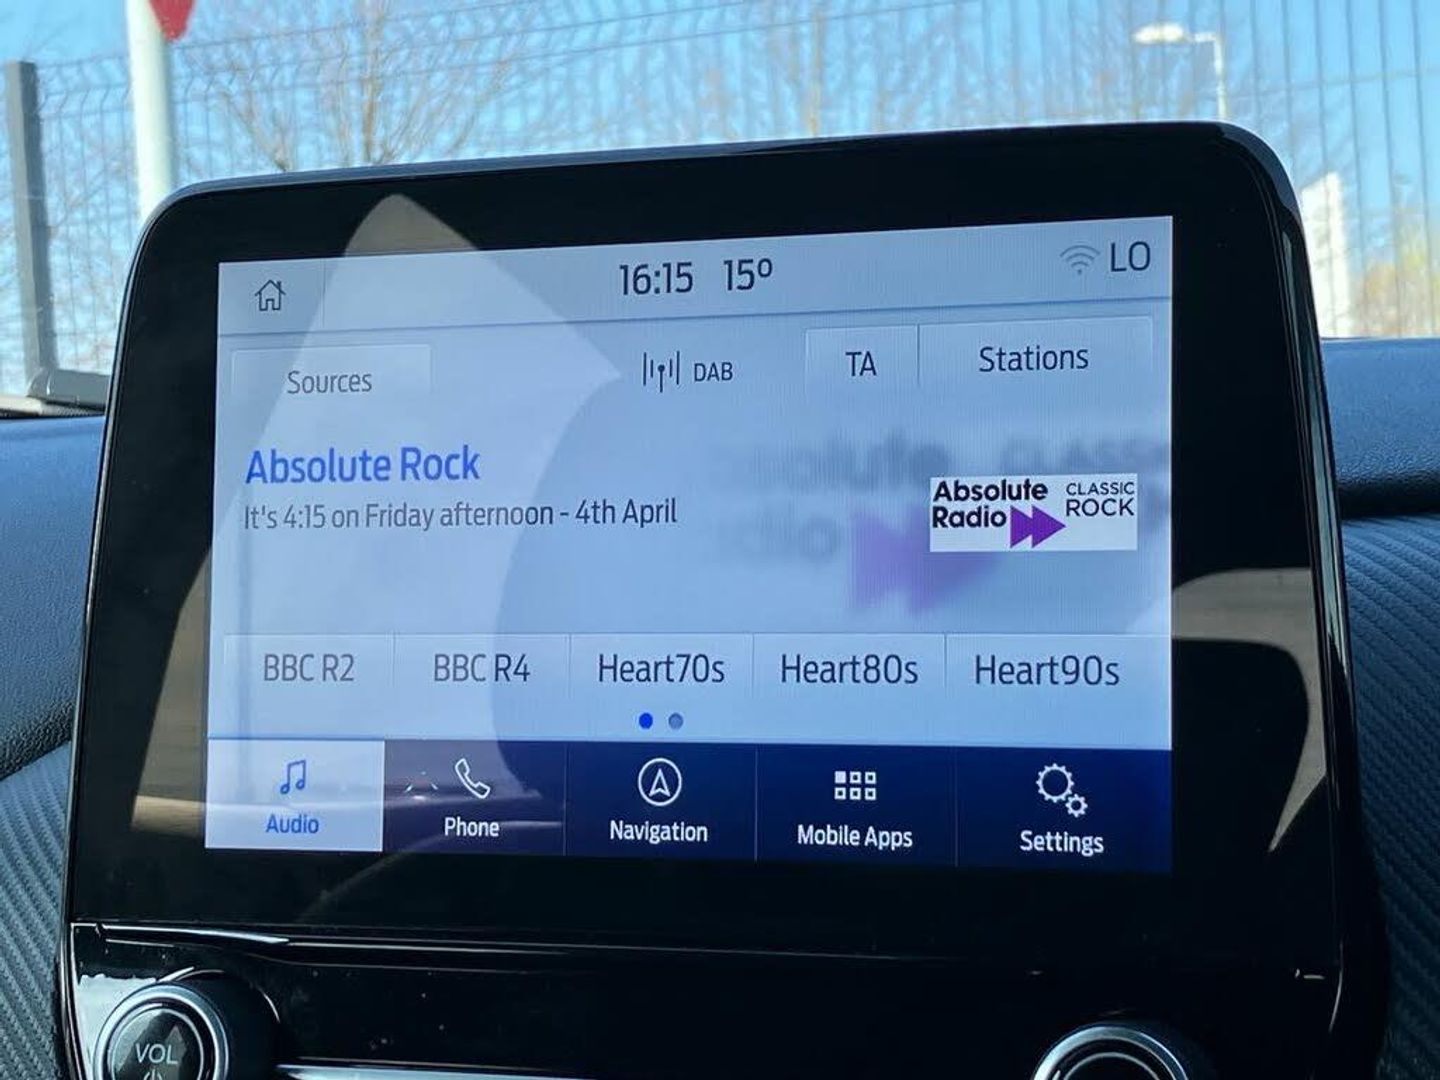 16:15 15º LO
Sources DAB TA Stations
Absolute Rock
It's 4:15 on Friday afternoon - 4th April
Absolute
Radio
CLASSIC
ROCK
BBC R2 BBC R4 Heart70s Heart80s Heart90s
Audio Phone Navigation Mobile Apps Settings
VOL